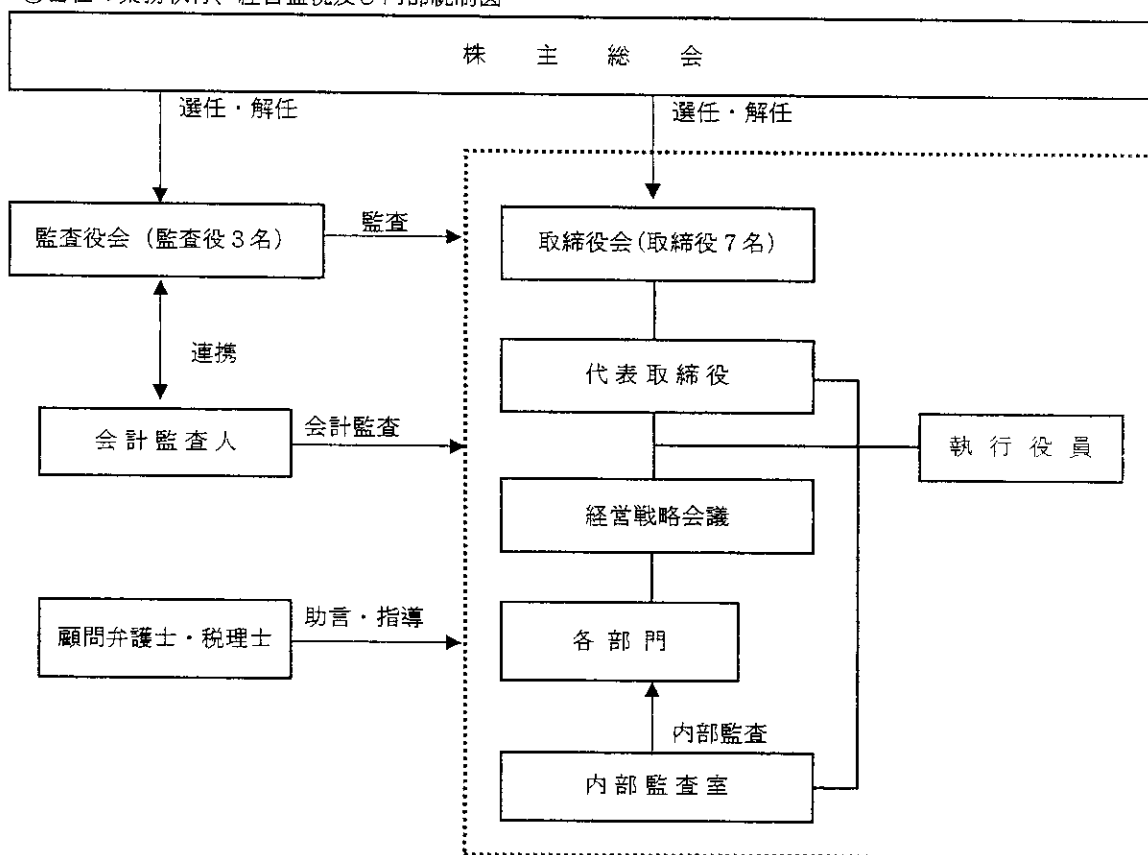 株主総会
選任・解任
選任・解任
監査役会（監査役３名）
監査
取締役会(取締役７名)
連携
代表取締役
会計監査人
会計監査
執行役員
経営戦略会議
顧問弁護士・税理士
助言・指導
各部門
内部監査
内部監査室